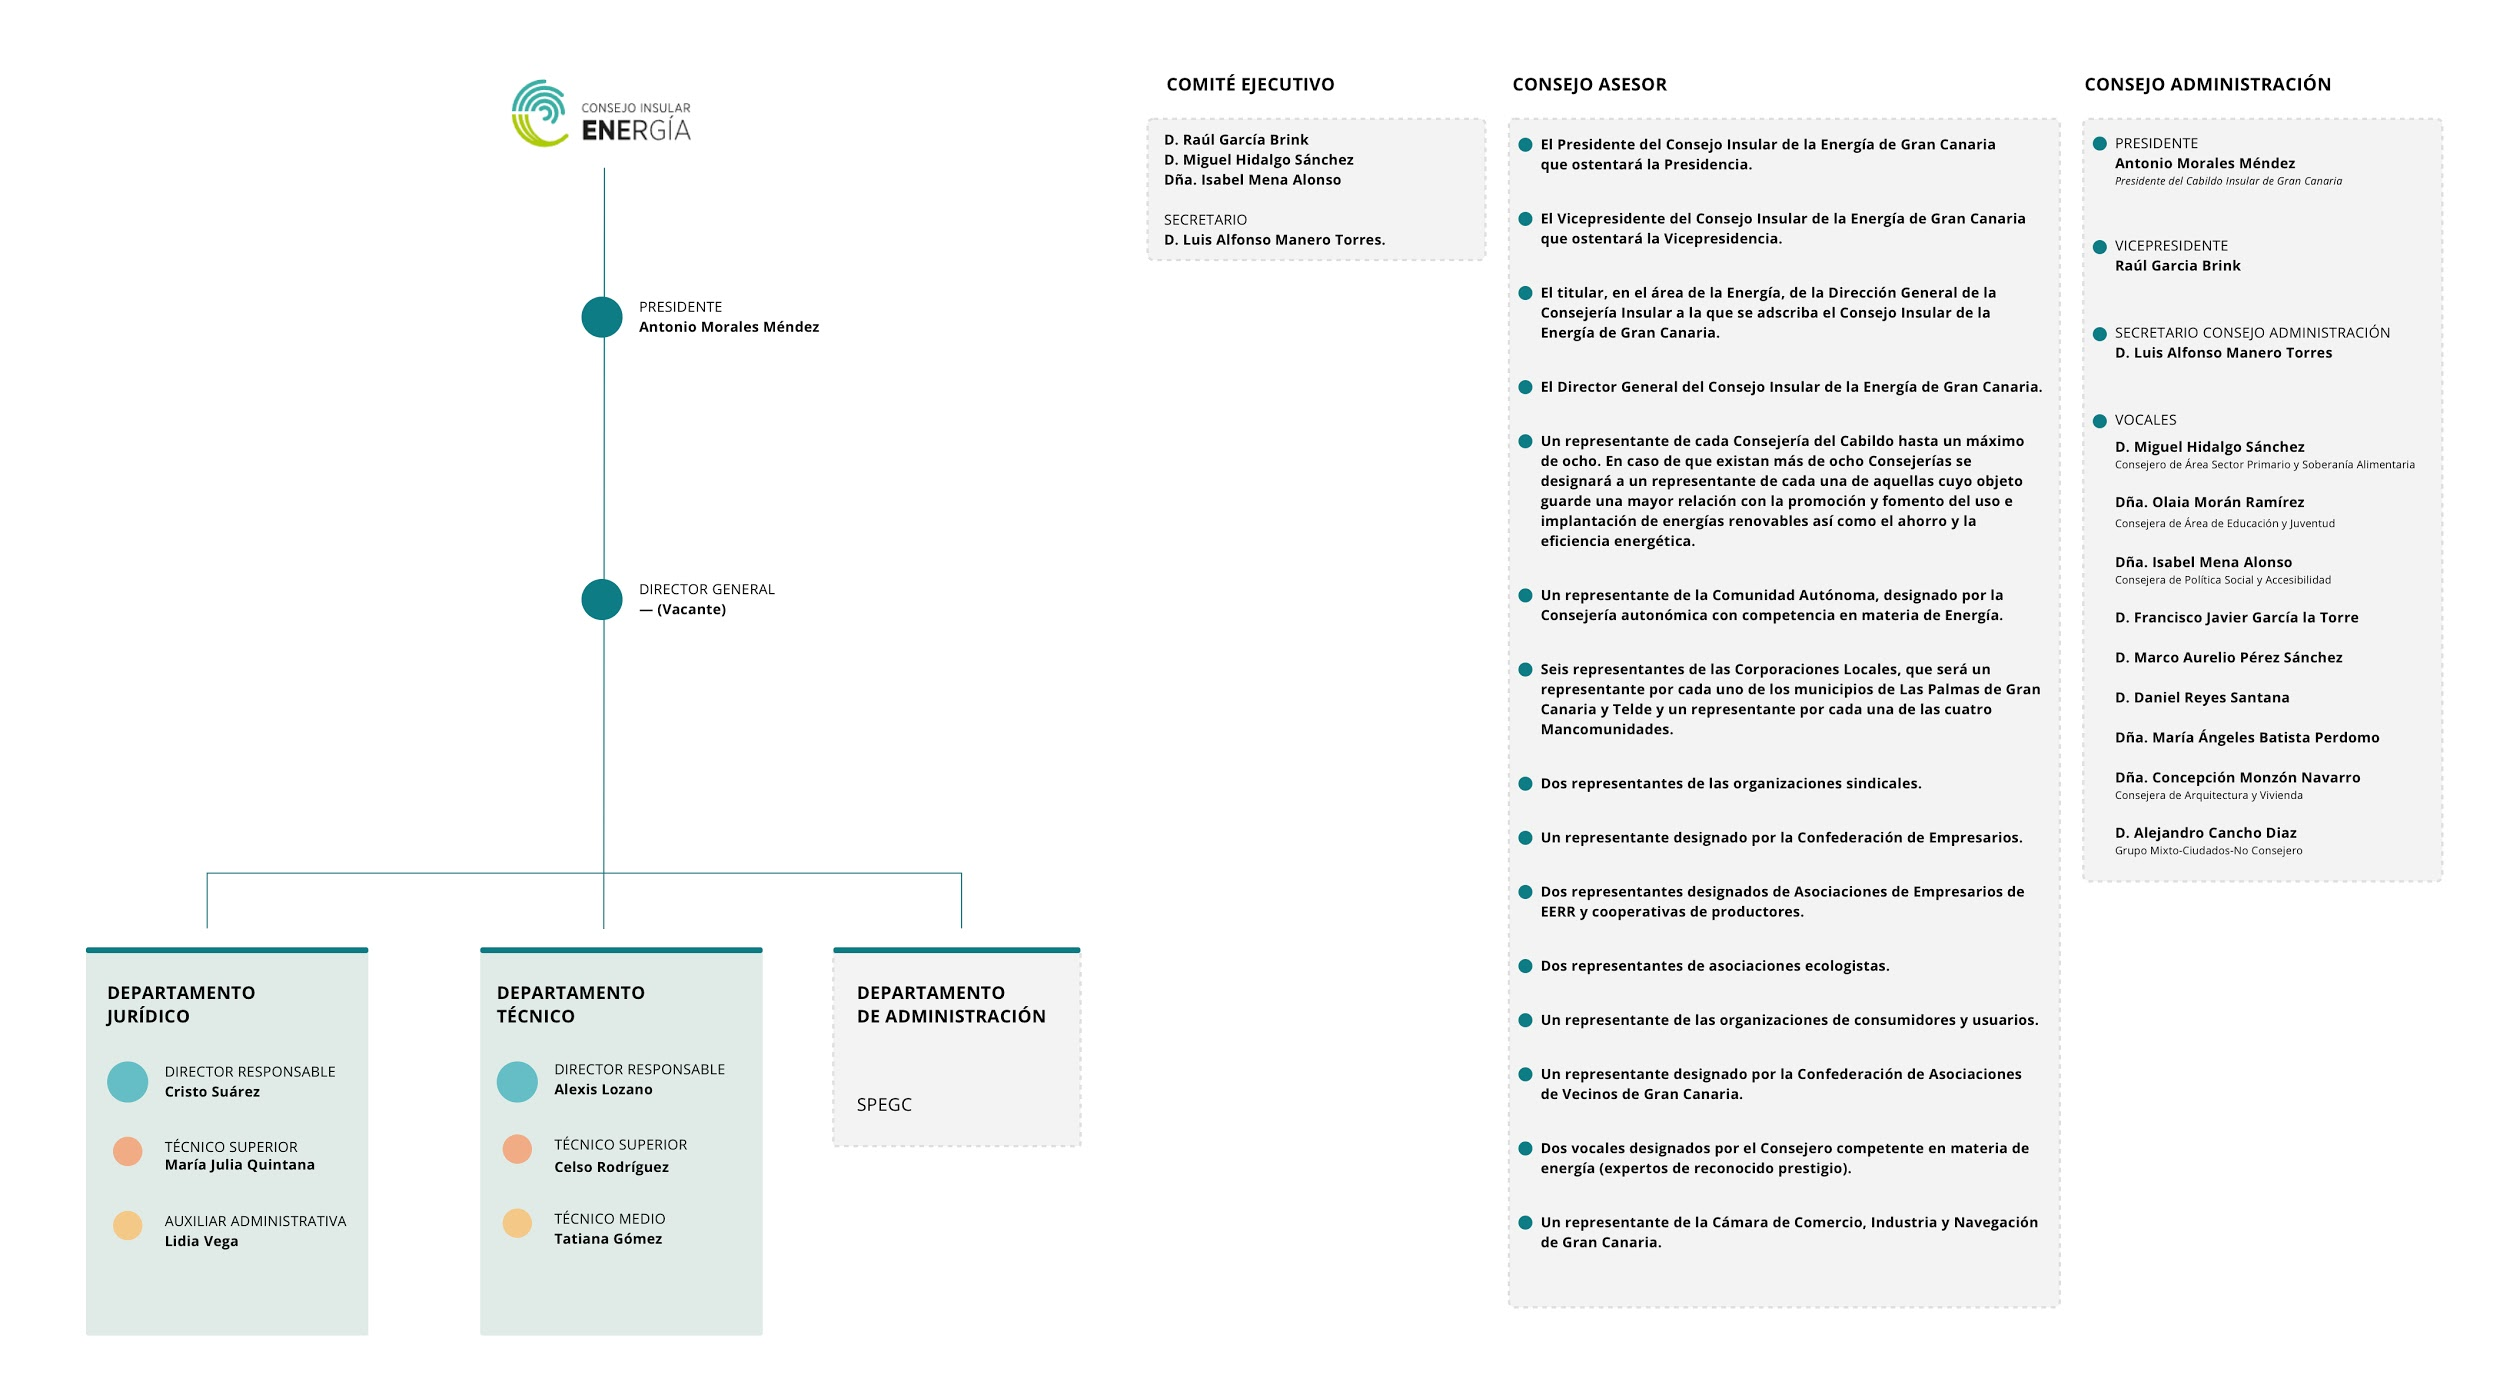 CONSEJO INSULAR
ENERGÍA
PRESIDENTE
Antonio Morales Méndez
DIRECTOR GENERAL
— (Vacante)
DEPARTAMENTO
JURÍDICO
DIRECTOR RESPONSABLE
Cristo Suárez
TÉCNICO SUPERIOR
María Julia Quintana
AUXILIAR ADMINISTRATIVA
Lidia Vega
DEPARTAMENTO
TÉCNICO
DIRECTOR RESPONSABLE
Alexis Lozano
TÉCNICO SUPERIOR
Celso Rodríguez
TÉCNICO MEDIO
Tatiana Gómez
DEPARTAMENTO
DE ADMINISTRACIÓN
SPEGC
COMITÉ EJECUTIVO
D. Raúl García Brink
D. Miguel Hidalgo Sánchez
Dña. Isabel Mena Alonso
SECRETARIO
D. Luis Alfonso Manero Torres.
CONSEJO ASESOR
El Presidente del Consejo Insular de la Energía de Gran Canaria
que ostentará la Presidencia.
El Vicepresidente del Consejo Insular de la Energía de Gran Canaria
que ostentará la Vicepresidencia.
El titular, en el área de la Energía, de la Dirección General de la
Consejería Insular a la que se adscriba el Consejo Insular de la
Energía de Gran Canaria.
El Director General del Consejo Insular de la Energía de Gran Canaria.
Un representante de cada Consejería del Cabildo hasta un máximo
de ocho. En caso de que existan más de ocho Consejerías se
designará a un representante de cada una de aquellas cuyo objeto
guarde una mayor relación con la promoción y fomento del uso e
implantación de energías renovables así como el ahorro y la
eficiencia energética.
Un representante de la Comunidad Autónoma, designado por la
Consejería autonómica con competencia en materia de Energía.
Seis representantes de las Corporaciones Locales, que será un
representante por cada uno de los municipios de Las Palmas de Gran
Canaria y Telde y un representante por cada una de las cuatro
Mancomunidades.
Dos representantes de las organizaciones sindicales.
Un representante designado por la Confederación de Empresarios.
Dos representantes designados de Asociaciones de Empresarios de
EERR y cooperativas de productores.
Dos representantes de asociaciones ecologistas.
Un representante de las organizaciones de consumidores y usuarios.
Un representante designado por la Confederación de Asociaciones
de Vecinos de Gran Canaria.
Dos vocales designados por el Consejero competente en materia de
energía (expertos de reconocido prestigio).
Un representante de la Cámara de Comercio, Industria y Navegación
de Gran Canaria.
CONSEJO ADMINISTRACIÓN
PRESIDENTE
Antonio Morales Méndez
Presidente del Cabildo Insular de Gran Canaria
VICEPRESIDENTE
Raúl Garcia Brink
SECRETARIO CONSEJO ADMINISTRACIÓN
D. Luis Alfonso Manero Torres
VOCALES
D. Miguel Hidalgo Sánchez
Consejero de Área Sector Primario y Soberanía Alimentaria
Dña. Olaia Morán Ramírez
Consejera de Área de Educación y Juventud
Dña. Isabel Mena Alonso
Consejera de Política Social y Accesibilidad
D. Francisco Javier García la Torre
D. Marco Aurelio Pérez Sánchez
D. Daniel Reyes Santana
Dña. María Ángeles Batista Perdomo
Dña. Concepción Monzón Navarro
Consejera de Arquitectura y Vivienda
D. Alejandro Cancho Diaz
Grupo Mixto-Ciudados-No Consejero